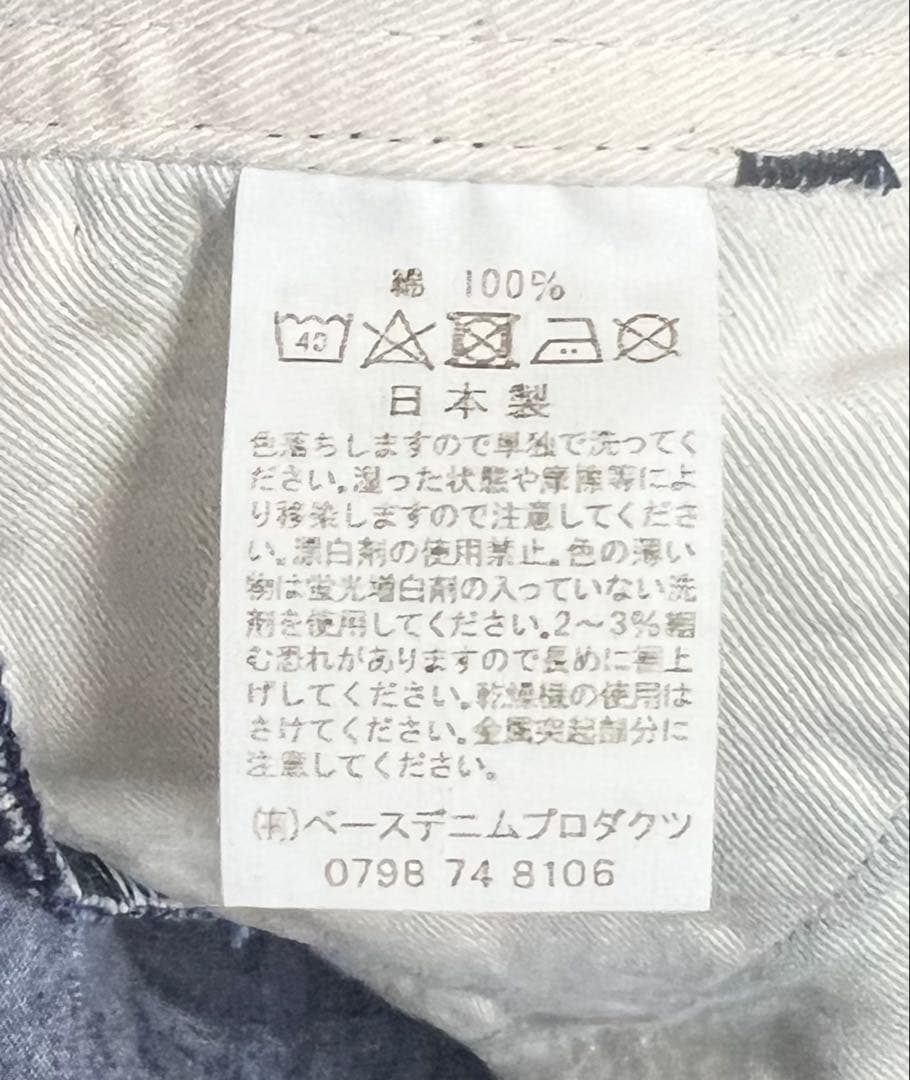 綿 100%
40
日本製
色落ちしますので単独で洗ってく
ださい。湿った状態や摩擦等によ
り移染しますので注意してくださ
い。漂白剤の使用禁止。色の薄い
物は蛍光増白剤の入っていない洗
剤を使用してください。2～3%縮
む恐れがありますので長めに裾上
げしてください。乾燥機の使用は
さけてください。金属突起部分に
注意してください。
(有)ベースデニムプロダクツ
0798 74 8106